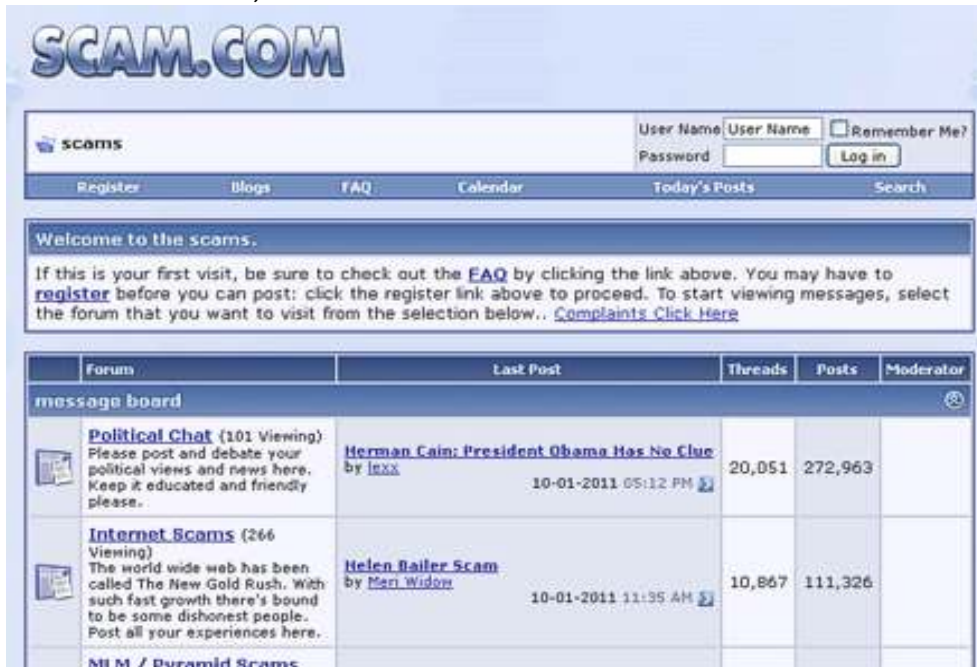 SCAM.COM
scams
User Name User Name Remember Me?
Password Log in
Register Blogs FAQ Calendar Today's Posts Search
Welcome to the scams.
If this is your first visit, be sure to check out the FAQ by clicking the link above. You may have to
register before you can post: click the register link above to proceed. To start viewing messages, select
the forum that you want to visit from the selection below.. Complaints Click Here
Forum Last Post Threads Posts Moderator
message board
Political Chat (101 Viewing)
Please post and debate your
political views and news here.
Keep it educated and friendly
please.
Herman Cain: President Obama Has No Clue
by lexx
10-01-2011 05:12 PM
20,051 272,963
Internet Scams (266
Viewing)
The world wide web has been
called The New Gold Rush. With
such fast growth there's bound
to be some dishonest people.
Post all your experiences here.
Helen Bailer Scam
by Meri Widow
10-01-2011 11:35 AM
10,867 111,326
MLM / Pyramid Scams